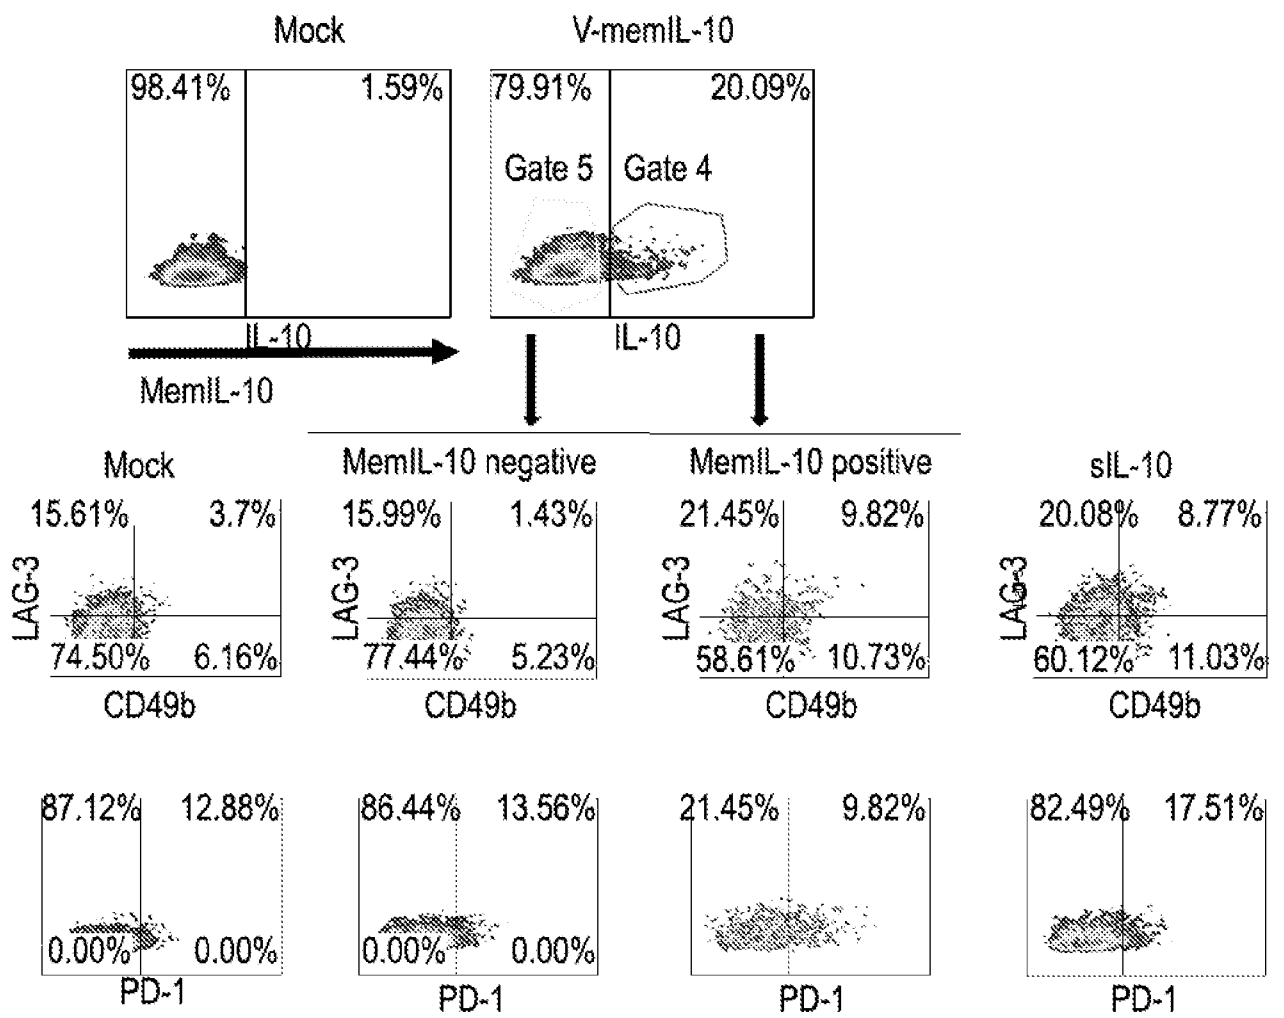 Mock V-memIL-10
98.41% 1.59% 79.91% 20.09%
Gate 5 Gate 4
IL-10 IL-10
MemIL-10
Mock MemIL-10 negative MemIL-10 positive sIL-10
15.61% 3.7% 15.99% 1.43% 21.45% 9.82% 20.08% 8.77%
LAG-3 LAG-3 LAG-3 LAG-3
74.50% 6.16% 77.44% 5.23% 58.61% 10.73% 60.12% 11.03%
CD49b CD49b CD49b CD49b
87.12% 12.88% 86.44% 13.56% 21.45% 9.82% 82.49% 17.51%
0.00% 0.00% 0.00% 0.00%
PD-1 PD-1 PD-1 PD-1